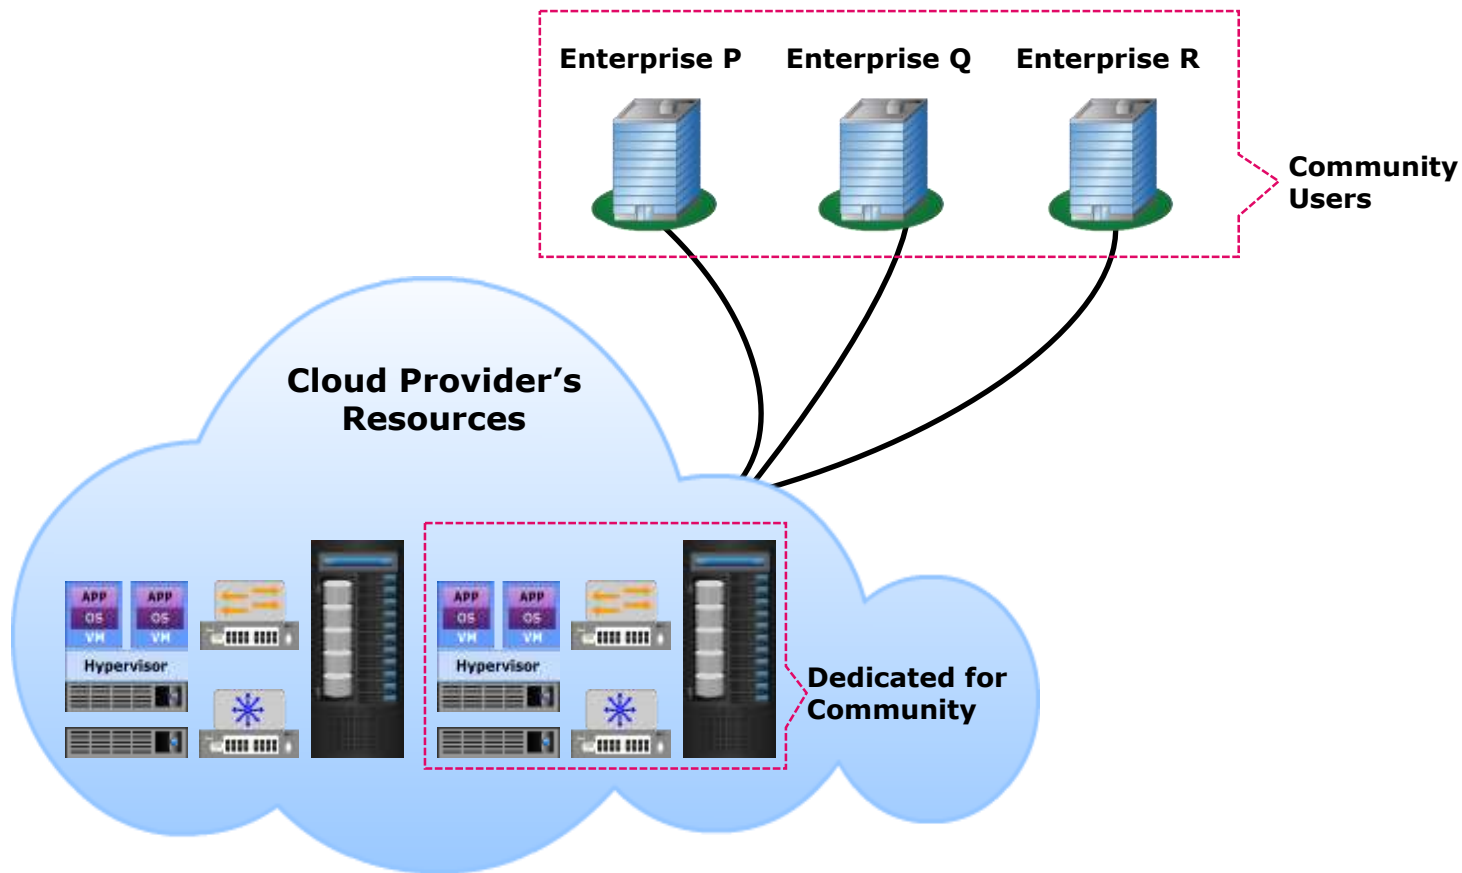 Enterprise P
Enterprise Q
Enterprise R
Community
Users
Cloud Provider’s
Resources
APP
OS
VM
APP
OS
VM
Hypervisor
APP
OS
VM
APP
OS
VM
Hypervisor
Dedicated for
Community